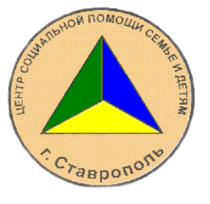 ЦЕНТР СОЦИАЛЬНОЙ ПОМОЩИ СЕМЬЕ И ДЕТЯМ
г. Ставрополь